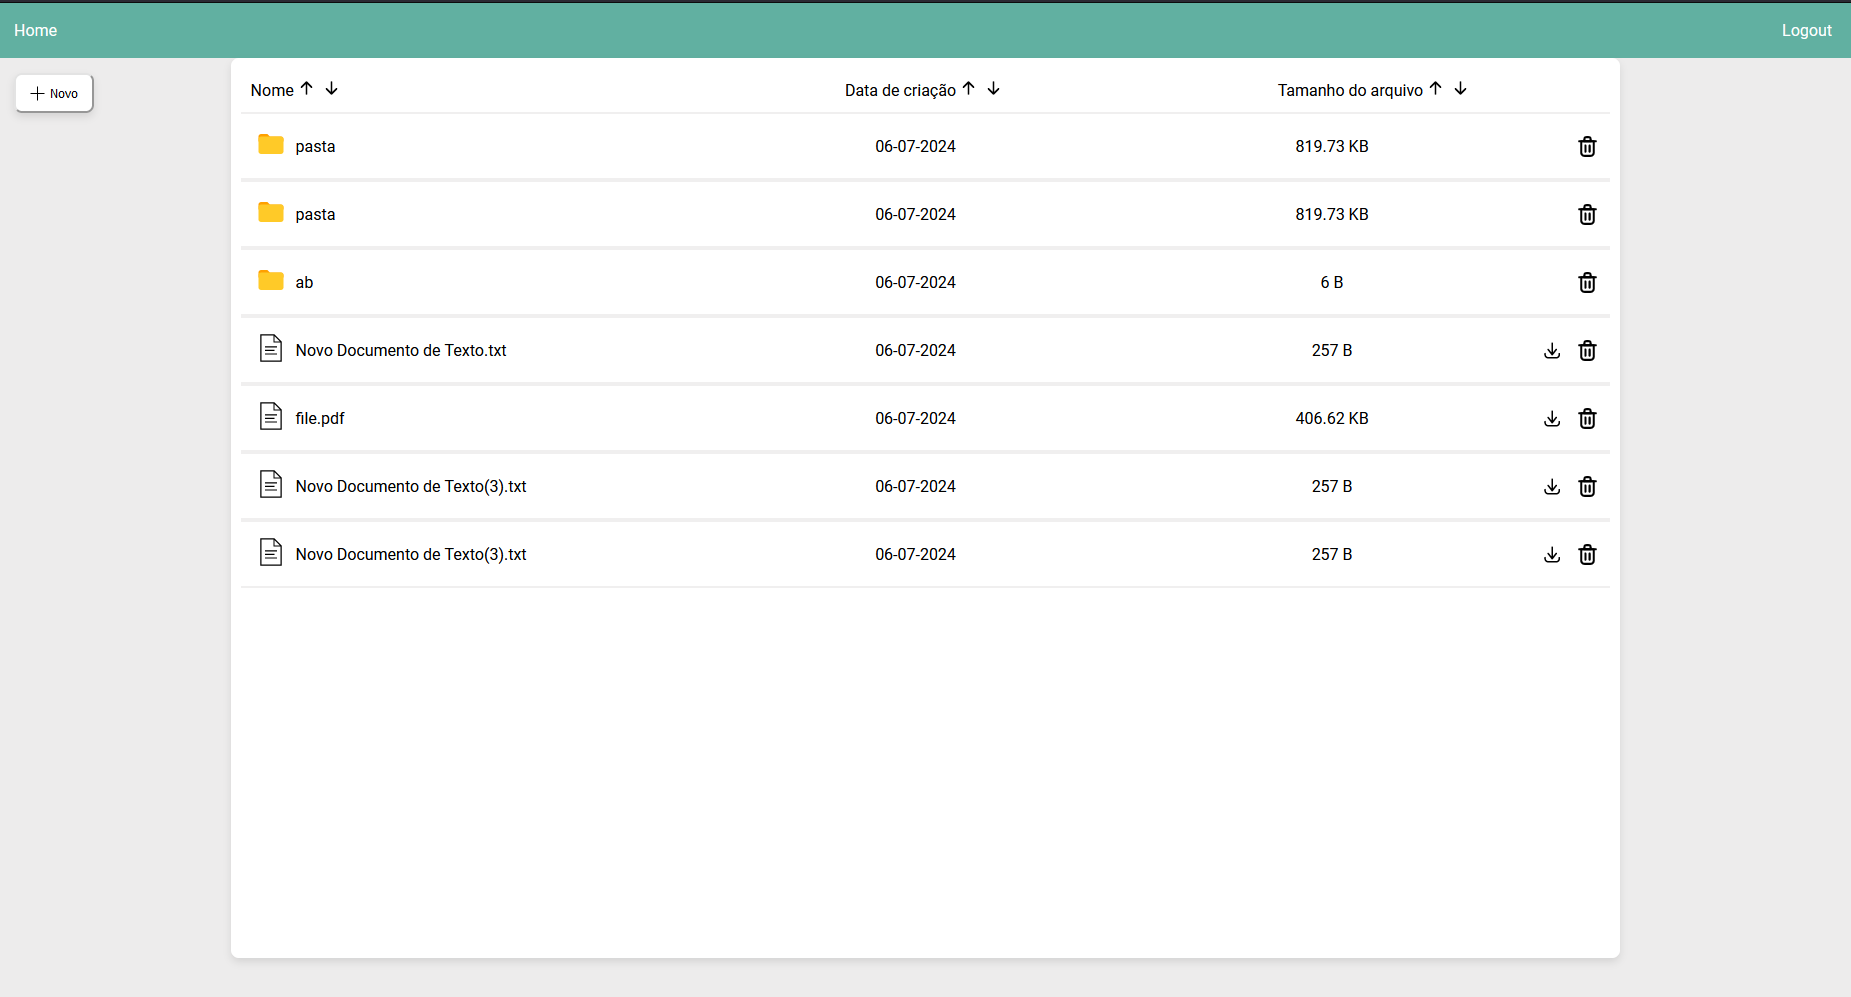 Home Logout
Novo
Nome Data de criação Tamanho do arquivo
pasta 06-07-2024 819.73 KB
pasta 06-07-2024 819.73 KB
ab 06-07-2024 6 B
Novo Documento de Texto.txt 06-07-2024 257 B
file.pdf 06-07-2024 406.62 KB
Novo Documento de Texto(3).txt 06-07-2024 257 B
Novo Documento de Texto(3).txt 06-07-2024 257 B